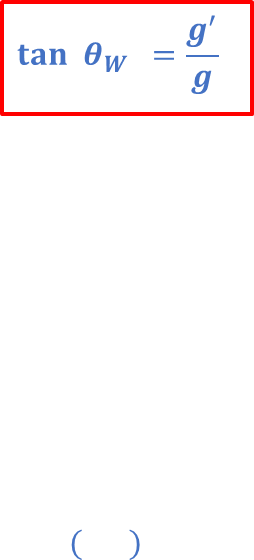 tan θ_W = g′/g
( )